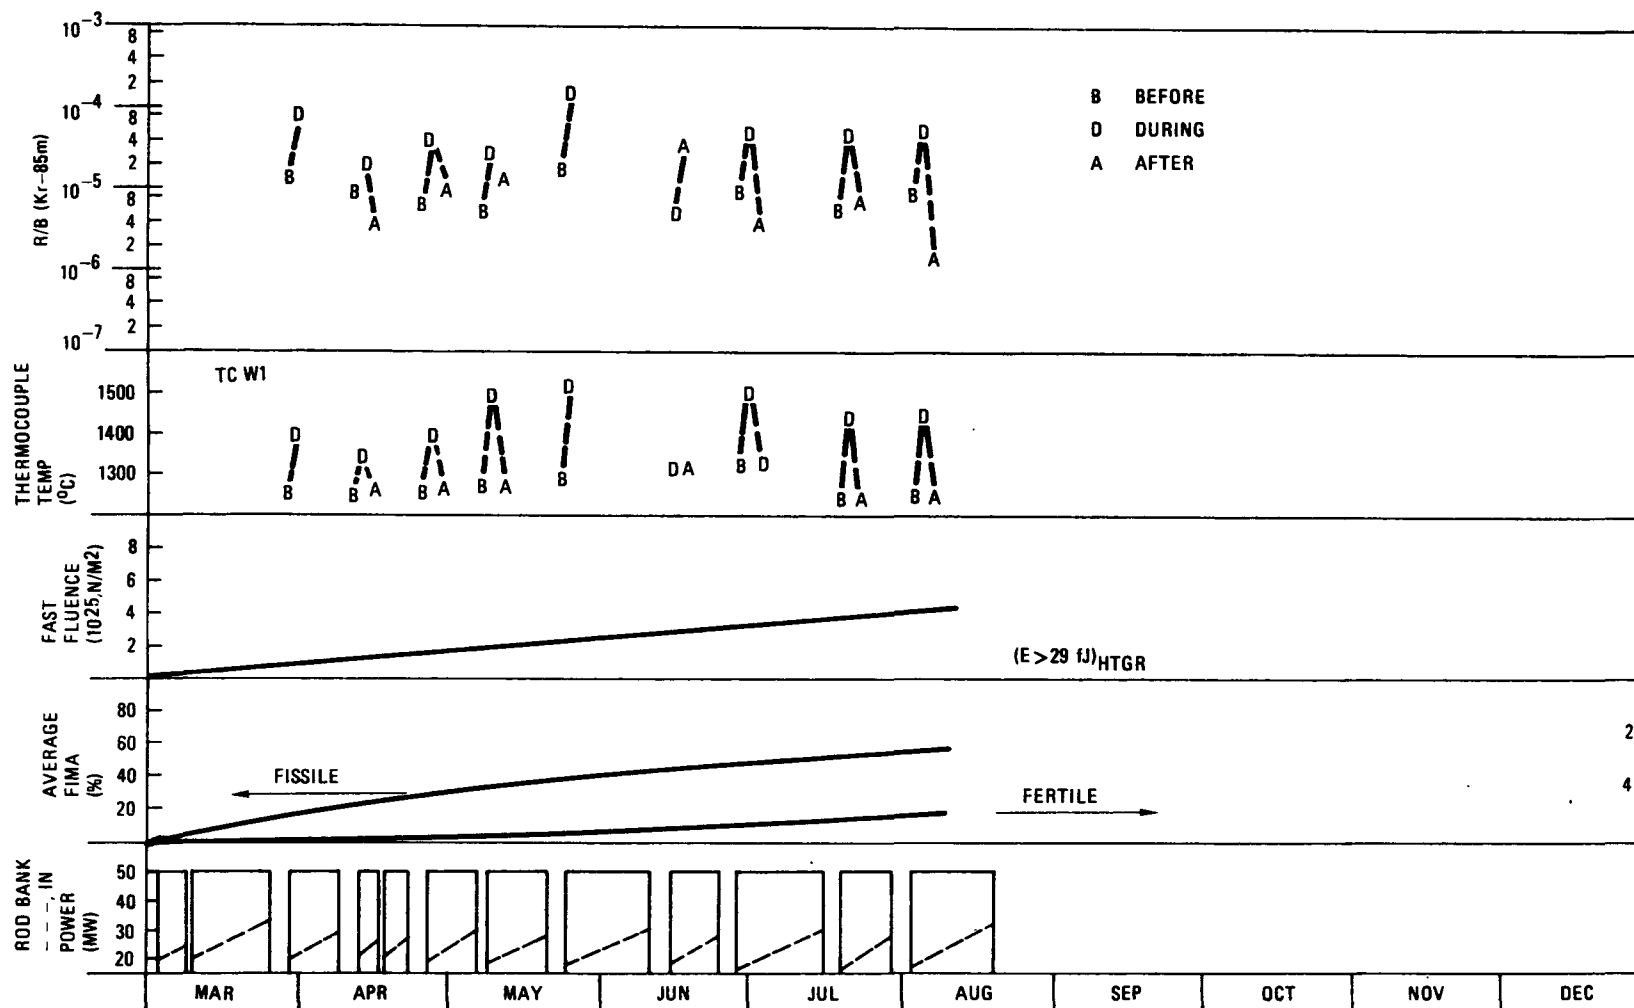 10-3
8
4
2
10-4
8
4
2
10-5
8
4
2
10-6
8
4
2
10-7
R/B (Kr-85m)
B BEFORE
D DURING
A AFTER
D
B
D
B
A
D
B
A
D
B
A
D
B
A
D
D
B
A
D
B
A
D
B
A
THERMOCOUPLE
TEMP
(0C)
TC W1
1500
1400
1300
D
B
D
B
A
D
B
A
D
B
A
D
B
D A
D
B
D
D
B
A
D
B
A
FAST
FLUENCE
(1025,N/M2)
8
6
4
2
(E>29 fJ)HTGR
AVERAGE
FIMA
(%)
80
60
40
20
FISSILE
FERTILE
2
4
ROD BANK
– – –, IN
POWER
(MW)
50
40
30
20
MAR APR MAY JUN JUL AUG SEP OCT NOV DEC